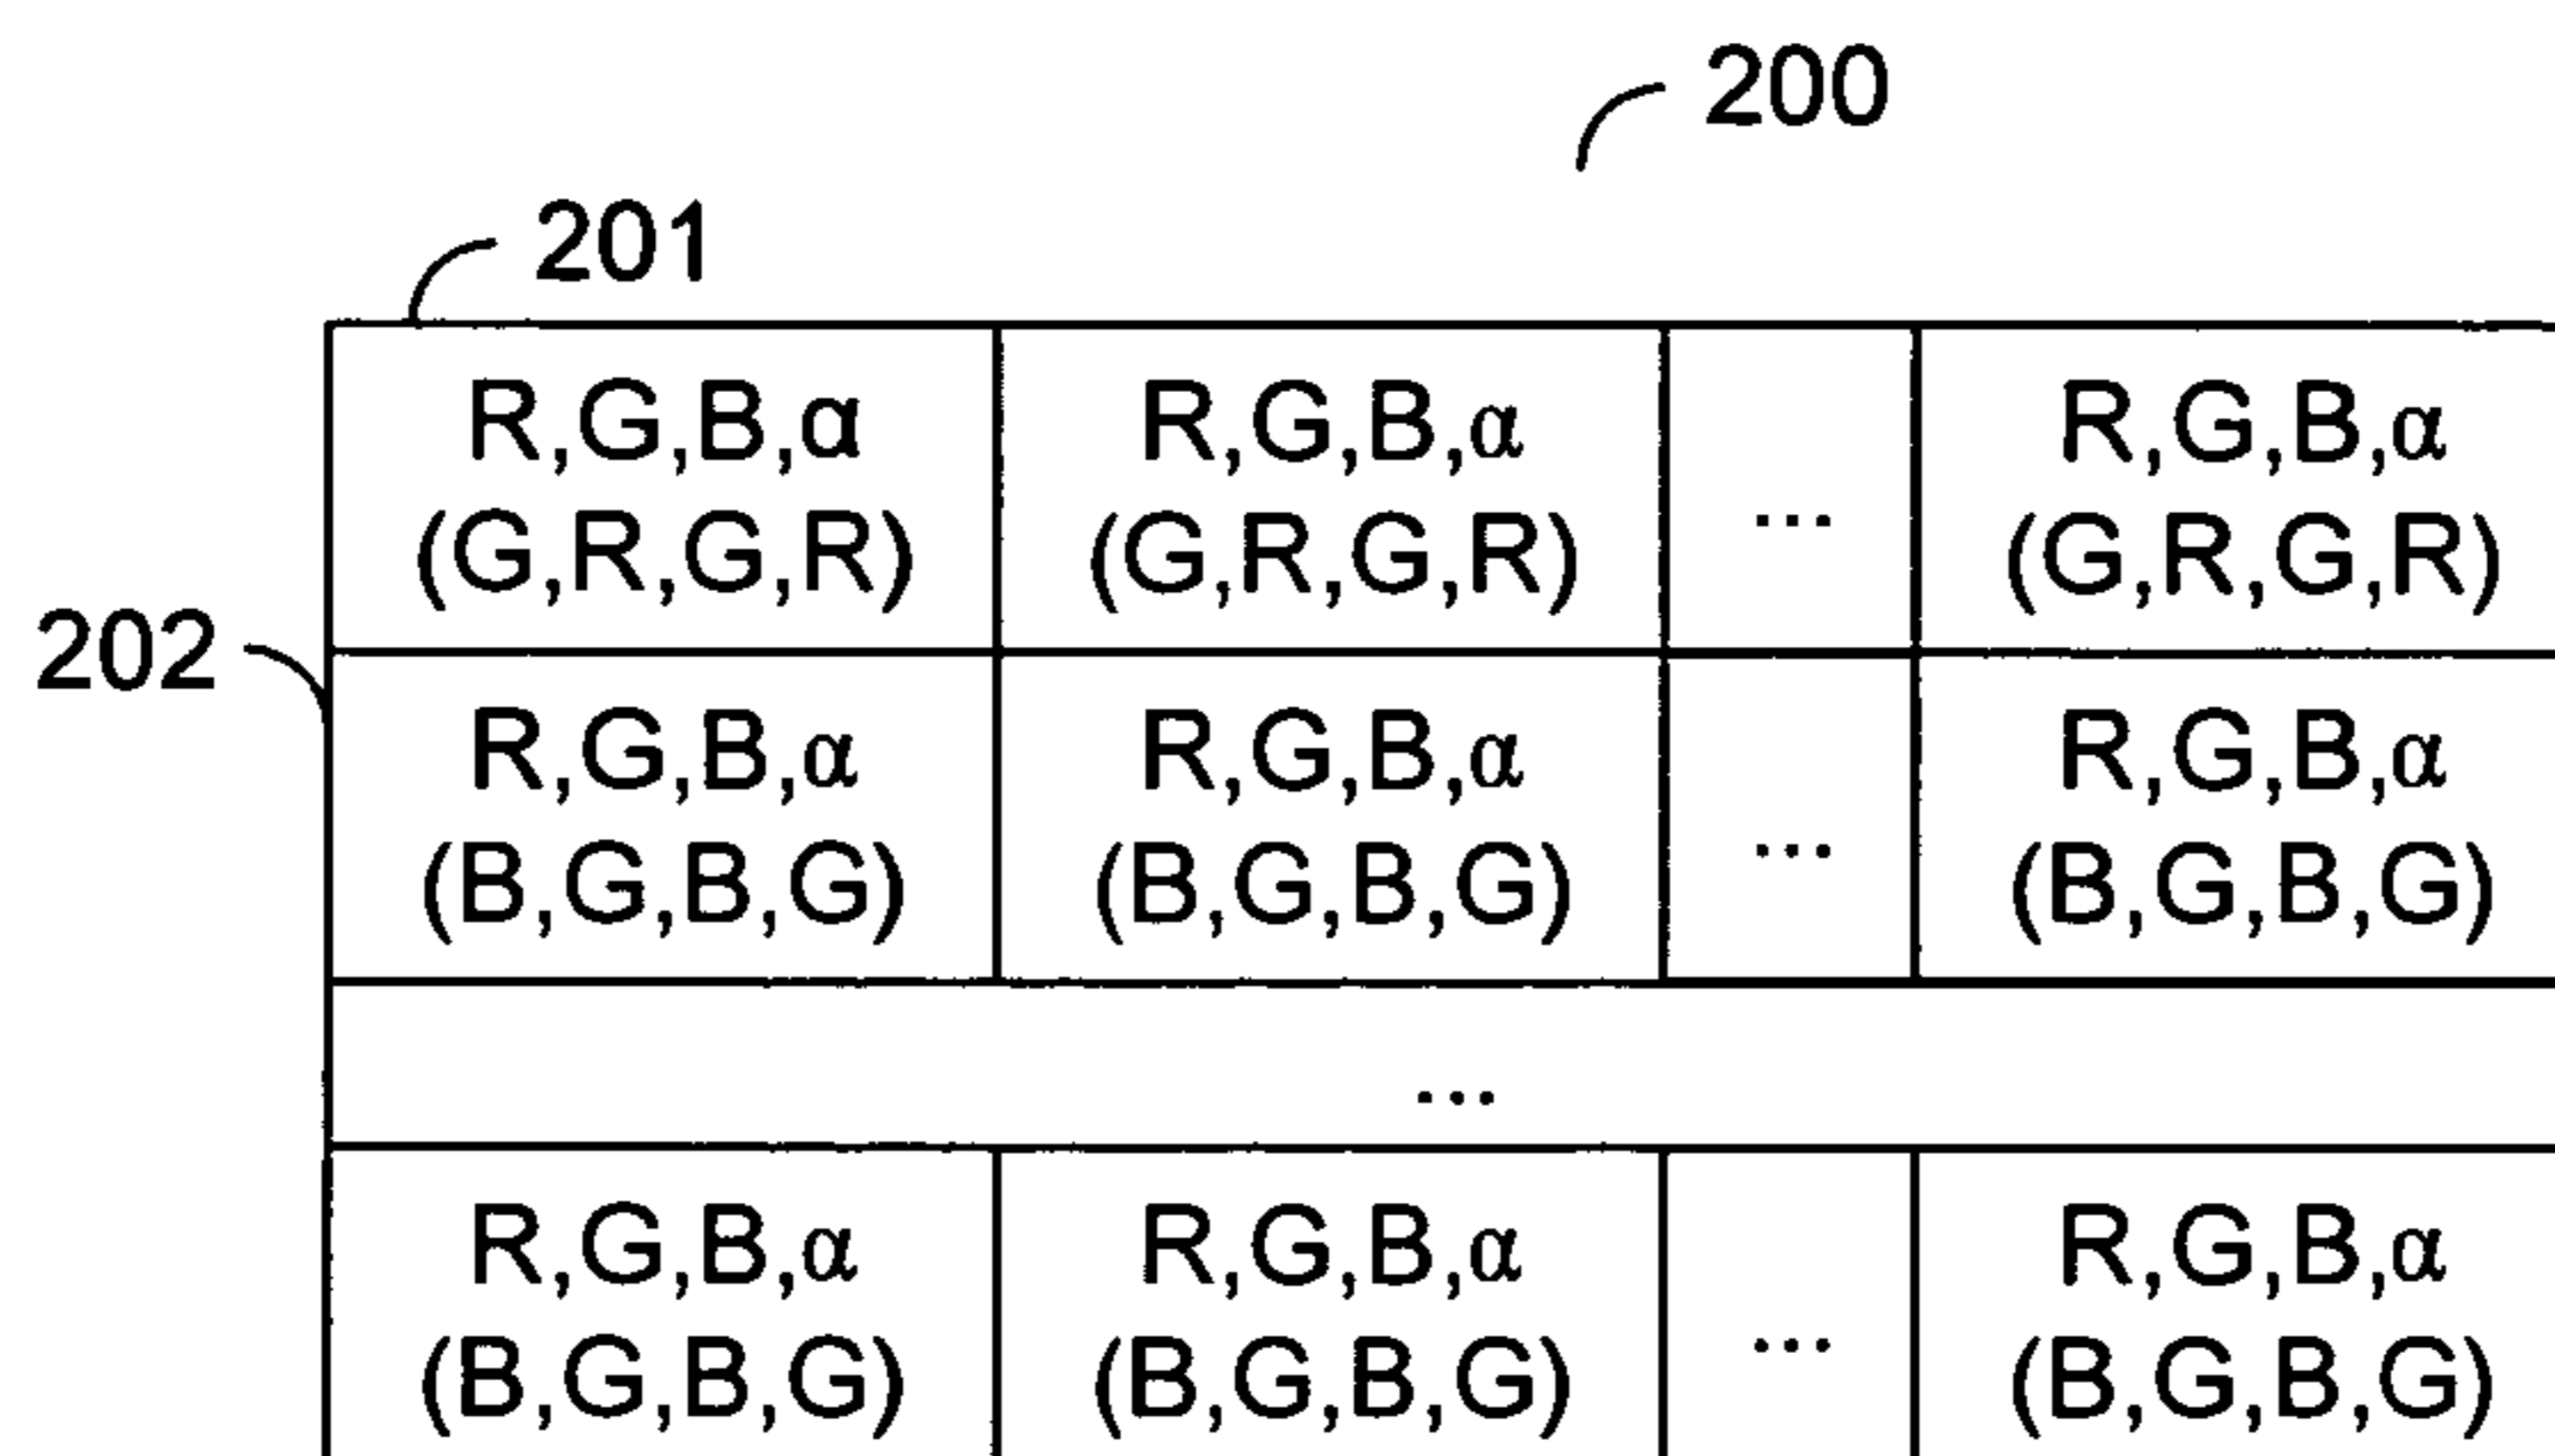 200
201
R,G,B,α R,G,B,α R,G,B,α
(G,R,G,R) (G,R,G,R) ... (G,R,G,R)
202
R,G,B,α R,G,B,α R,G,B,α
(B,G,B,G) (B,G,B,G) ... (B,G,B,G)
...
R,G,B,α R,G,B,α R,G,B,α
(B,G,B,G) (B,G,B,G) ... (B,G,B,G)